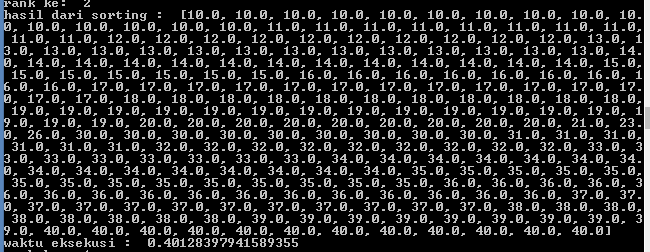 rank ke:  2
hasil dari sorting :  [10.0, 10.0, 10.0, 10.0, 10.0, 10.0, 10.0, 10.0, 10.0, 10.
0, 10.0, 10.0, 10.0, 10.0, 10.0, 11.0, 11.0, 11.0, 11.0, 11.0, 11.0, 11.0,
 11.0, 11.0, 12.0, 12.0, 12.0, 12.0, 12.0, 12.0, 12.0, 12.0, 12.0, 12.0, 13.0, 1
3.0, 13.0, 13.0, 13.0, 13.0, 13.0, 13.0, 13.0, 13.0, 13.0, 13.0, 13.0, 13.0, 14.
0, 14.0, 14.0, 14.0, 14.0, 14.0, 14.0, 14.0, 14.0, 14.0, 14.0, 14.0, 14.0, 15.0,
 15.0, 15.0, 15.0, 15.0, 15.0, 15.0, 16.0, 16.0, 16.0, 16.0, 16.0, 16.0, 16.0, 1
6.0, 16.0, 17.0, 17.0, 17.0, 17.0, 17.0, 17.0, 17.0, 17.0, 17.0, 17.0, 17.0, 17.
0, 17.0, 17.0, 18.0, 18.0, 18.0, 18.0, 18.0, 18.0, 18.0, 18.0, 18.0, 18.0, 18.0,
 19.0, 19.0, 19.0, 19.0, 19.0, 19.0, 19.0, 19.0, 19.0, 19.0, 19.0, 19.0, 19.0, 1
9.0, 19.0, 19.0, 20.0, 20.0, 20.0, 20.0, 20.0, 20.0, 20.0, 20.0, 20.0, 21.0, 23.
0, 26.0, 30.0, 30.0, 30.0, 30.0, 30.0, 30.0, 30.0, 30.0, 30.0, 31.0, 31.0, 31.0,
 31.0, 31.0, 31.0, 32.0, 32.0, 32.0, 32.0, 32.0, 32.0, 32.0, 32.0, 32.0, 33.0, 3
3.0, 33.0, 33.0, 33.0, 33.0, 33.0, 34.0, 34.0, 34.0, 34.0, 34.0, 34.0, 34.0, 34.
0, 34.0, 34.0, 34.0, 34.0, 34.0, 34.0, 34.0, 35.0, 35.0, 35.0, 35.0, 35.0, 35.0,
 35.0, 35.0, 35.0, 35.0, 35.0, 35.0, 35.0, 35.0, 35.0, 36.0, 36.0, 36.0, 36.0, 3
6.0, 36.0, 36.0, 36.0, 36.0, 36.0, 36.0, 36.0, 36.0, 36.0, 36.0, 36.0, 37.0, 37.
0, 37.0, 37.0, 37.0, 37.0, 37.0, 37.0, 37.0, 37.0, 37.0, 37.0, 38.0, 38.0, 38.0,
 38.0, 38.0, 38.0, 38.0, 38.0, 39.0, 39.0, 39.0, 39.0, 39.0, 39.0, 39.0, 39.0, 3
9.0, 40.0, 40.0, 40.0, 40.0, 40.0, 40.0, 40.0, 40.0, 40.0, 40.0, 40.0, 40.0]
waktu eksekusi :  0.40128397941589355